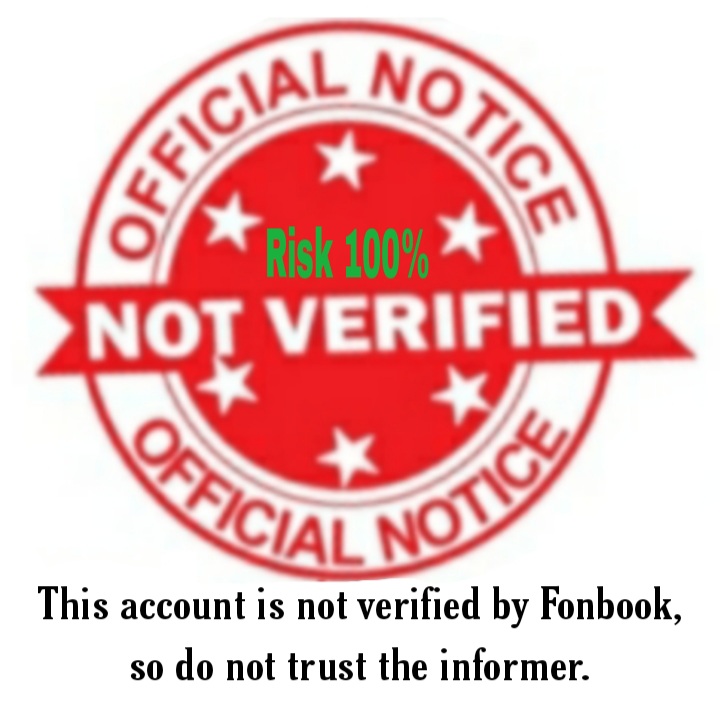 OFFICIAL NOTICE
Risk 100%
NOT VERIFIED
OFFICIAL NOTICE
This account is not verified by Fonbook,
so do not trust the informer.